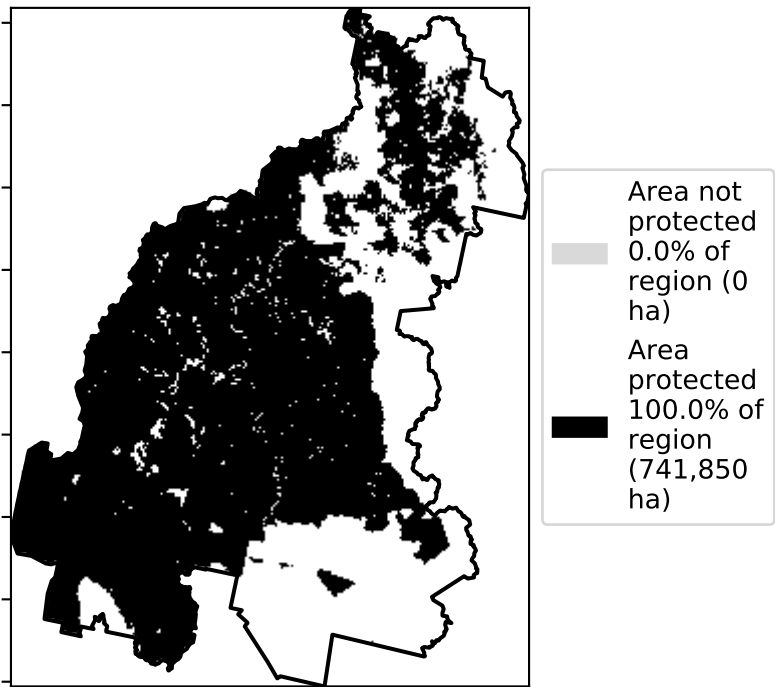 Area not
protected
0.0% of
region (0
ha)
Area
protected
100.0% of
region
(741,850
ha)